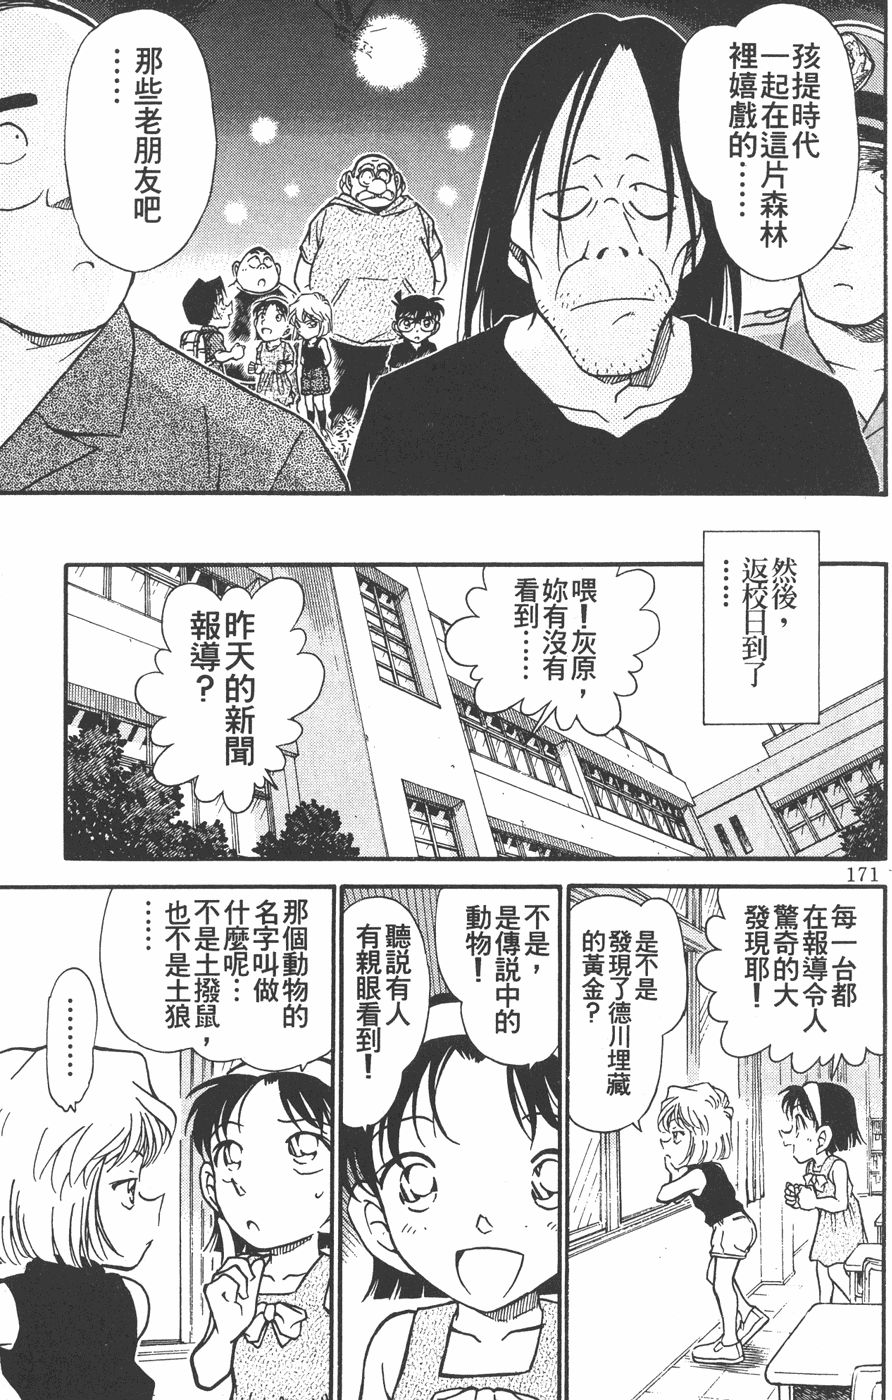 孩提時代
一起在這片森林
裡嬉戲的……
那些老朋友吧
……
然後，
返校日到了
……
喂！灰原，
妳有沒有
看到……
昨天的新聞
報導？
171
每一台都
在報導令人
驚奇的大
發現耶！
是不是
發現了德川埋藏
的黃金？
不是，
是傳說中的
動物！
聽說有人
有親眼看到！
那個動物的
名字叫做
什麼呢…
不是土撥鼠，
也不是土狼
……
……